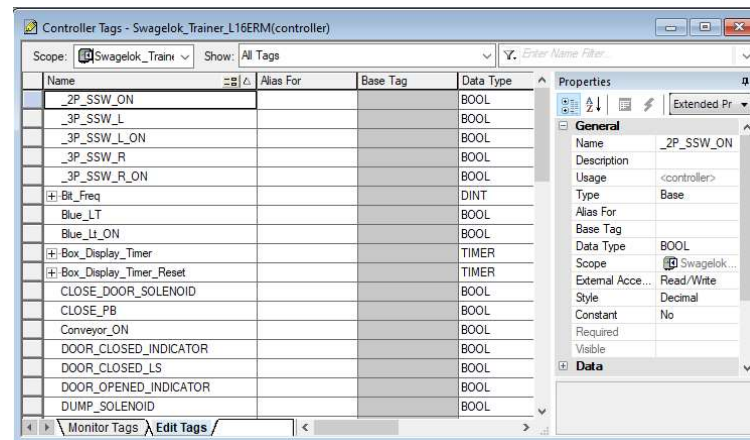 Controller Tags - Swagelok_Trainer_L16ERM(controller)
Scope: Swagelok_Traine Show: All Tags Enter Name Filter...
Name Alias For Base Tag Data Type
_2P_SSW_ON BOOL
_3P_SSW_L BOOL
_3P_SSW_L_ON BOOL
_3P_SSW_R BOOL
_3P_SSW_R_ON BOOL
Bit_Freq DINT
Blue_LT BOOL
Blue_Lt_ON BOOL
Box_Display_Timer TIMER
Box_Display_Timer_Reset TIMER
CLOSE_DOOR_SOLENOID BOOL
CLOSE_PB BOOL
Conveyor_ON BOOL
DOOR_CLOSED_INDICATOR BOOL
DOOR_CLOSED_LS BOOL
DOOR_OPENED_INDICATOR BOOL
DUMP_SOLENOID BOOL
Monitor Tags Edit Tags
Properties
Extended Pr
General
Name _2P_SSW_ON
Description
Usage <controller>
Type Base
Alias For
Base Tag
Data Type BOOL
Scope Swagelok...
External Acce... Read/Write
Style Decimal
Constant No
Required
Visible
Data